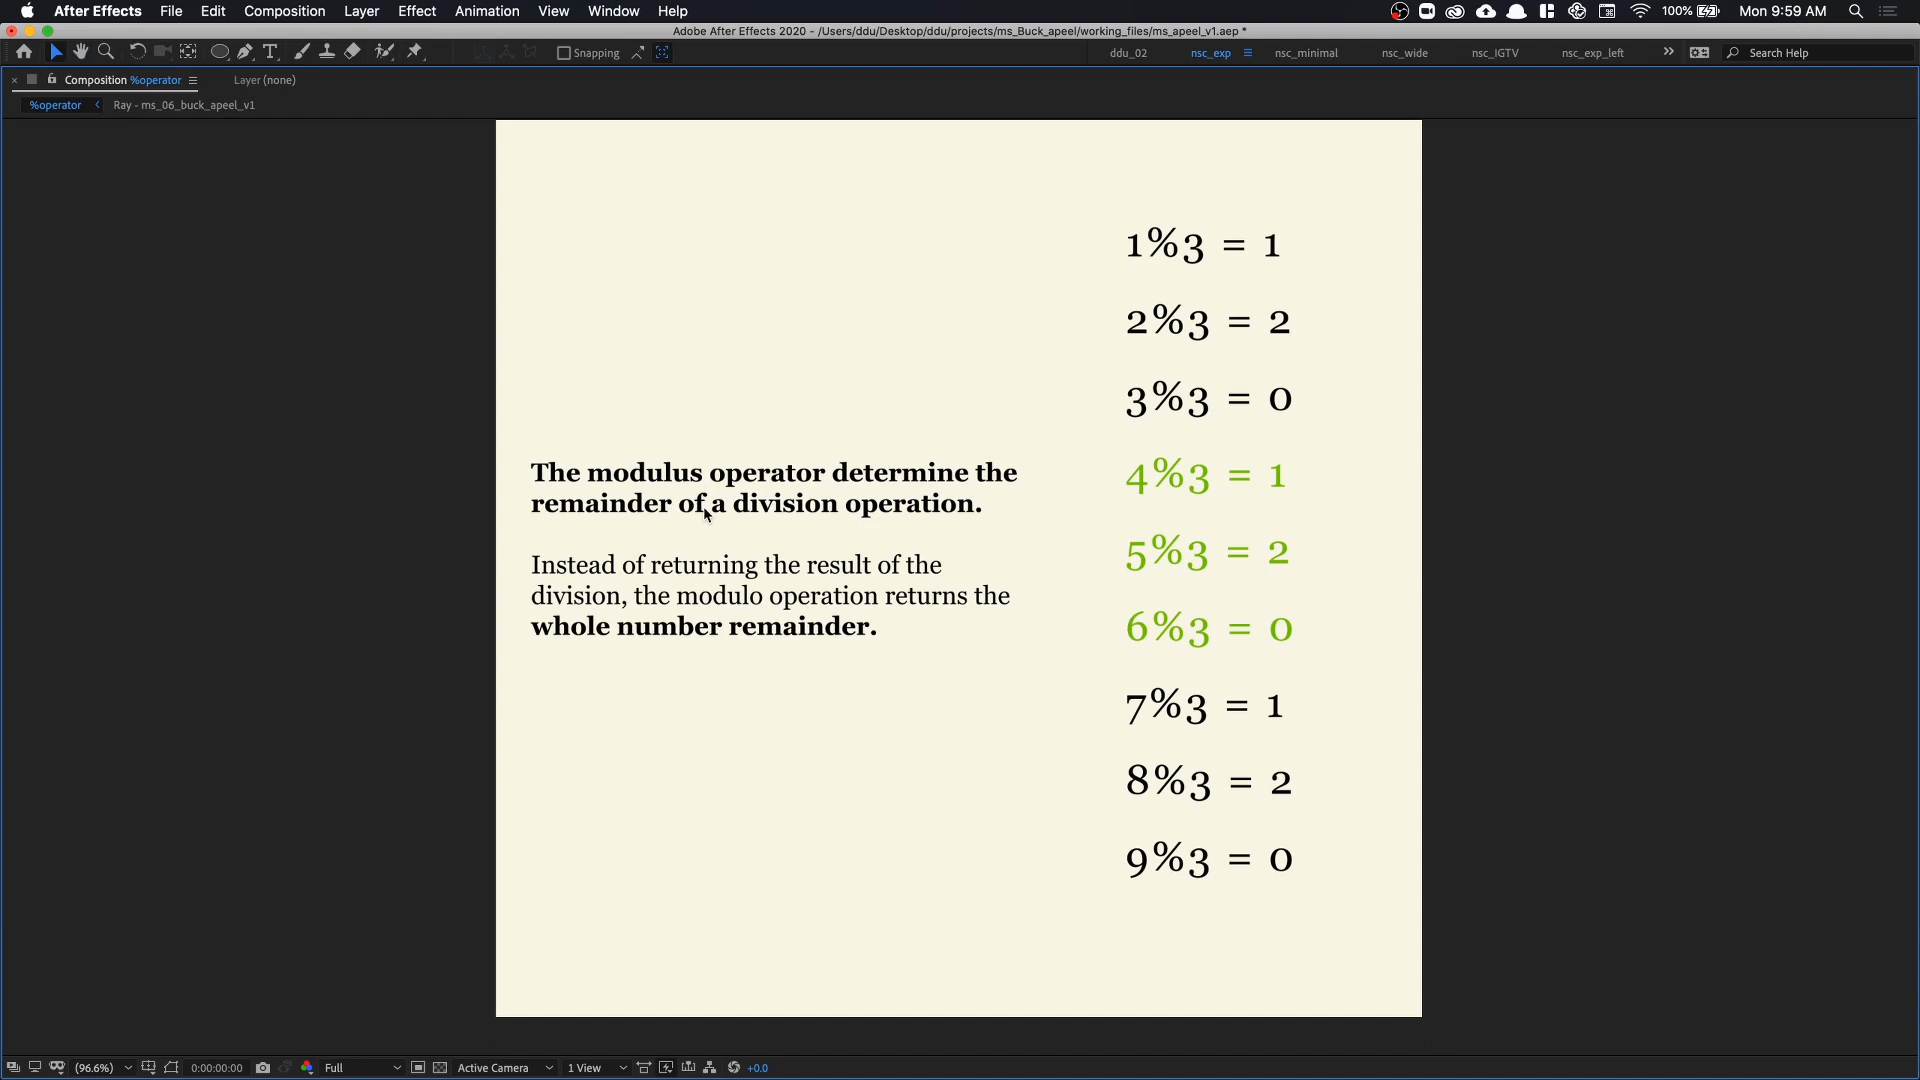 After Effects File Edit Composition Layer Effect Animation View Window Help 100% Mon 9:59 AM
Adobe After Effects 2020 - /Users/ddu/Desktop/ddu/projects/ms_Buck_apeel/working_files/ms_apeel_v1.aep *
Snapping ddu_02 nsc_exp nsc_minimal nsc_wide nsc_IGTV nsc_exp_left Search Help
Composition %operator Layer (none)
%operator Ray - ms_06_buck_apeel_v1
1%3 = 1
2%3 = 2
3%3 = 0
4%3 = 1
5%3 = 2
6%3 = 0
7%3 = 1
8%3 = 2
9%3 = 0
The modulus operator determine the
remainder of a division operation.
Instead of returning the result of the
division, the modulo operation returns the
whole number remainder.
(96.6%) 0:00:00:00 Full Active Camera 1 View +0.0